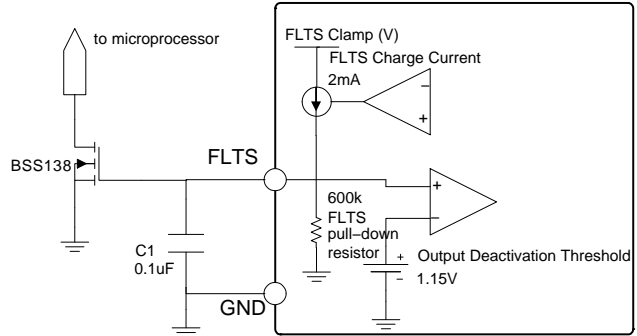 to microprocessor
FLTS Clamp (V)
FLTS Charge Current
2mA
−
+
BSS138
FLTS
600k
FLTS
pull−down
resistor
+
−
C1
0.1uF
+
−
Output Deactivation Threshold
1.15V
GND